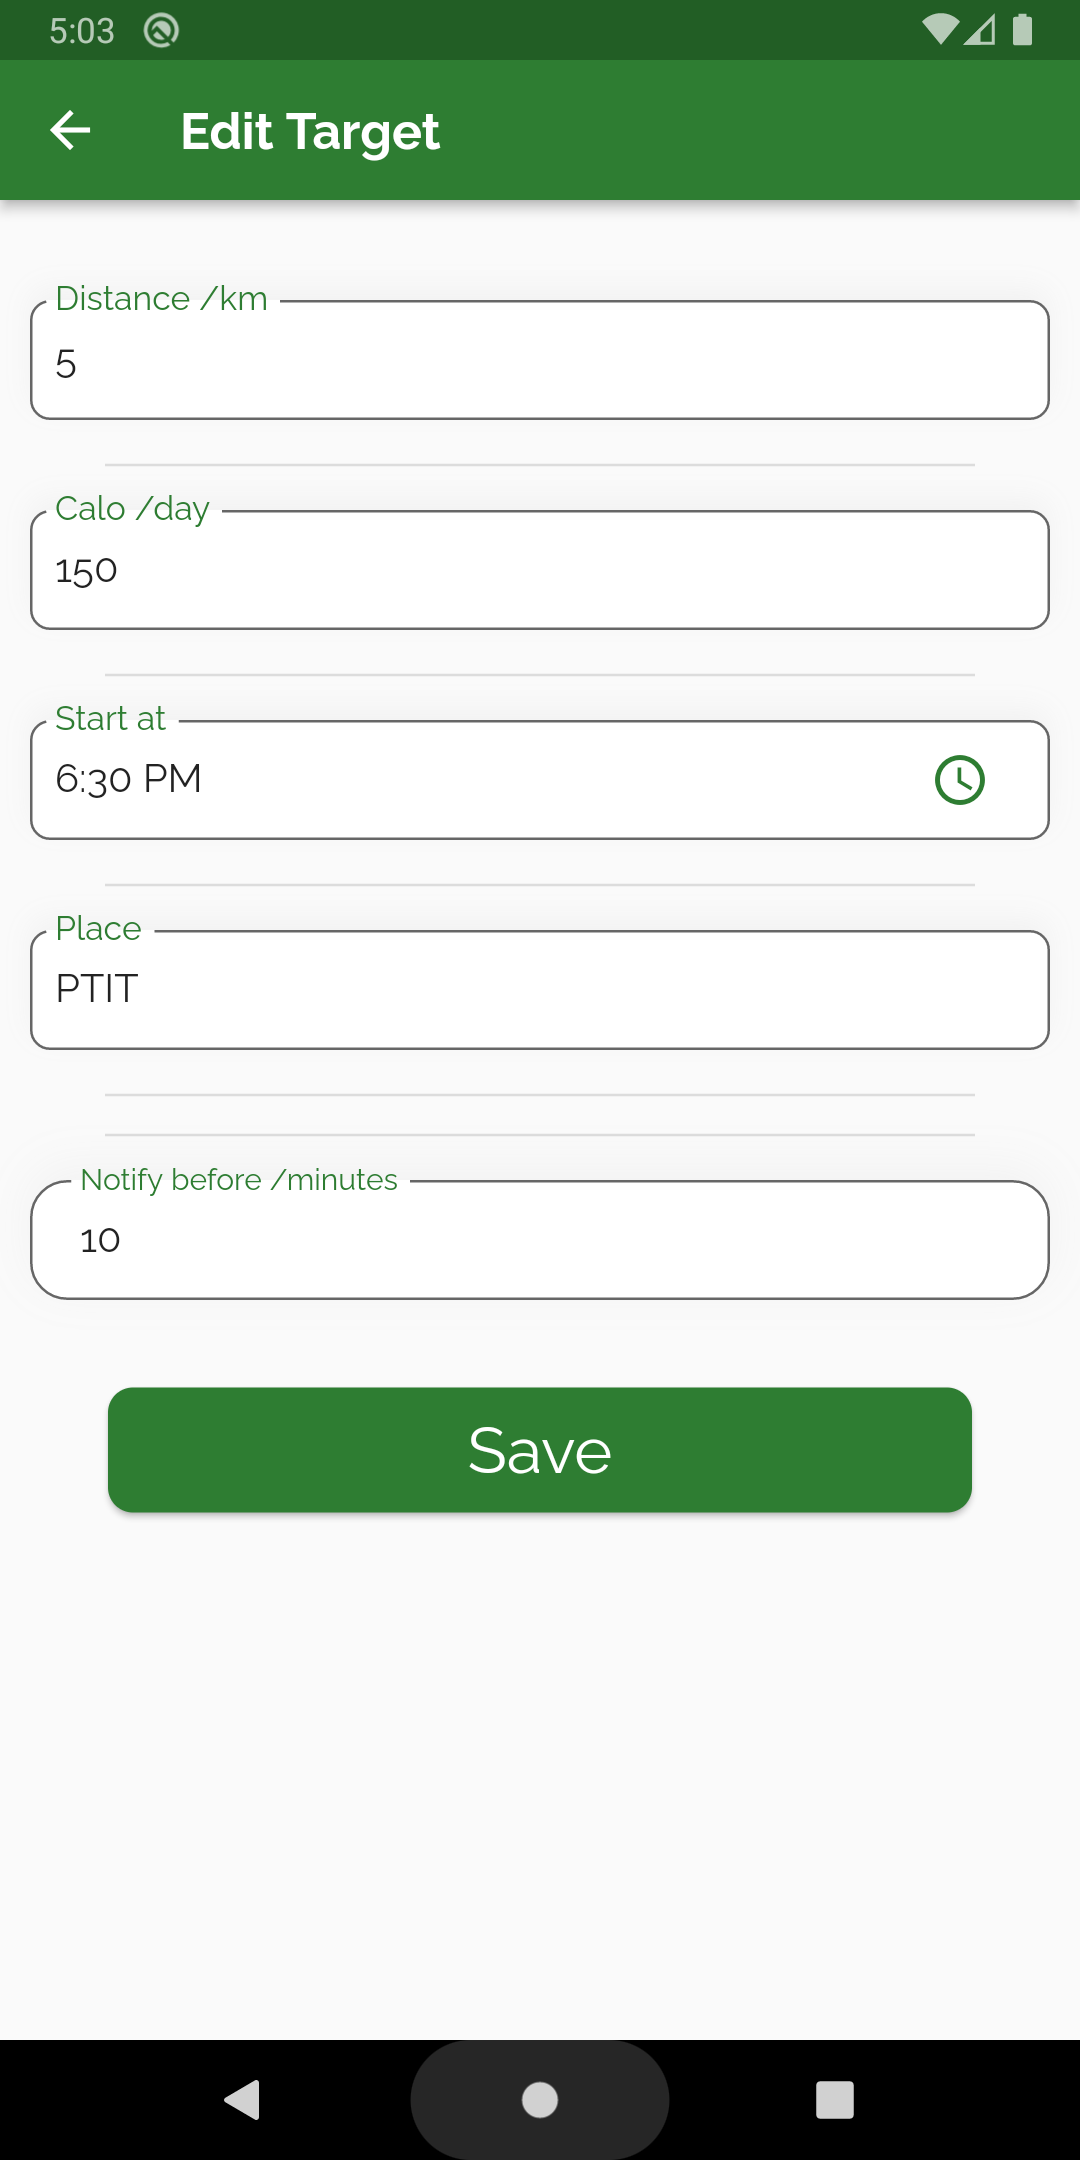 5:03
Edit Target
Distance /km
5
Calo /day
150
Start at
6:30 PM
Place
PTIT
Notify before /minutes
10
Save